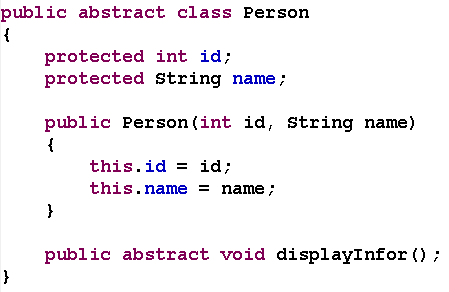 public abstract class Person
{
    protected int id;
    protected String name;

    public Person(int id, String name)
    {
        this.id = id;
        this.name = name;
    }

    public abstract void displayInfor();
}